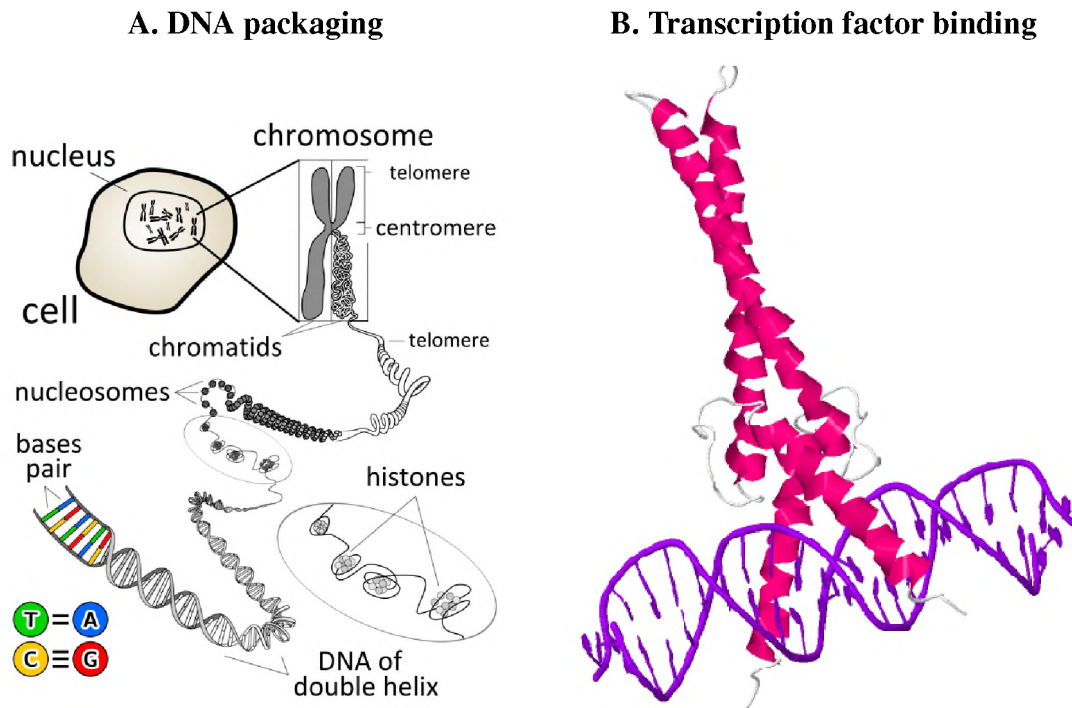 A. DNA packaging
B. Transcription factor binding
chromosome
nucleus
telomere
centromere
cell
chromatids
telomere
nucleosomes
bases
pair
histones
T = A
C ≡ G
DNA of
double helix